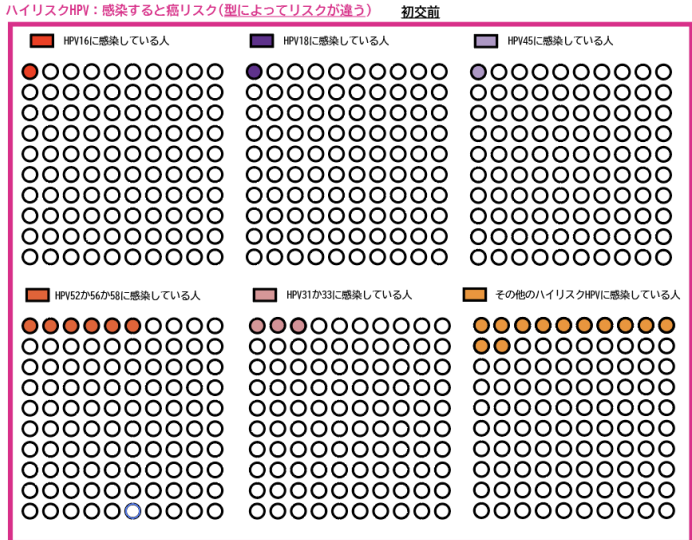 ハイリスクHPV：感染すると癌リスク(型によってリスクが違う)
初交前
HPV16に感染している人
HPV18に感染している人
HPV45に感染している人
HPV52か56か58に感染している人
HPV31か33に感染している人
その他のハイリスクHPVに感染している人